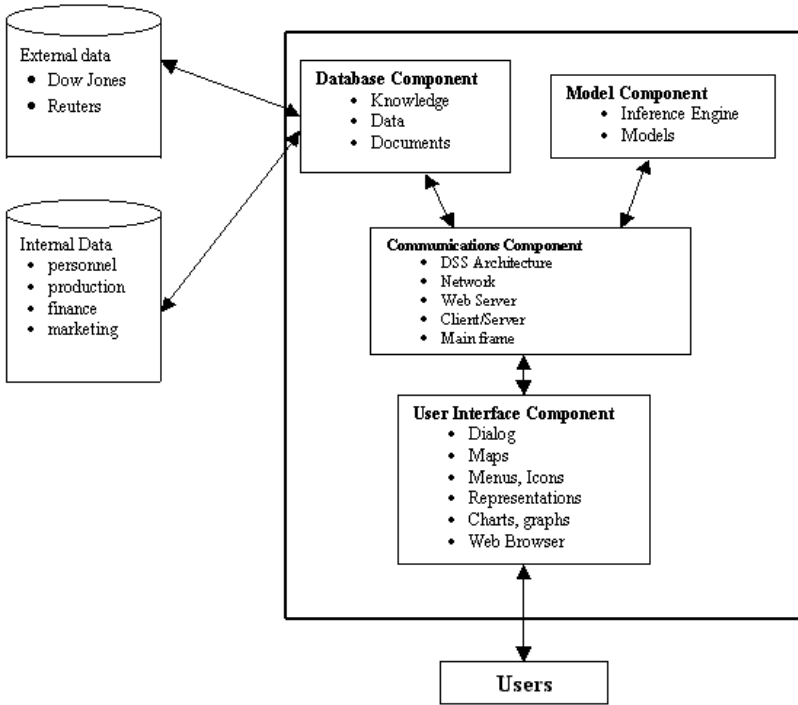 External data
• Dow Jones
• Reuters
Internal Data
• personnel
• production
• finance
• marketing
Database Component
• Knowledge
• Data
• Documents
Model Component
• Inference Engine
• Models
Communications Component
• DSS Architecture
• Network
• Web Server
• Client/Server
• Main frame
User Interface Component
• Dialog
• Maps
• Menus, Icons
• Representations
• Charts, graphs
• Web Browser
Users